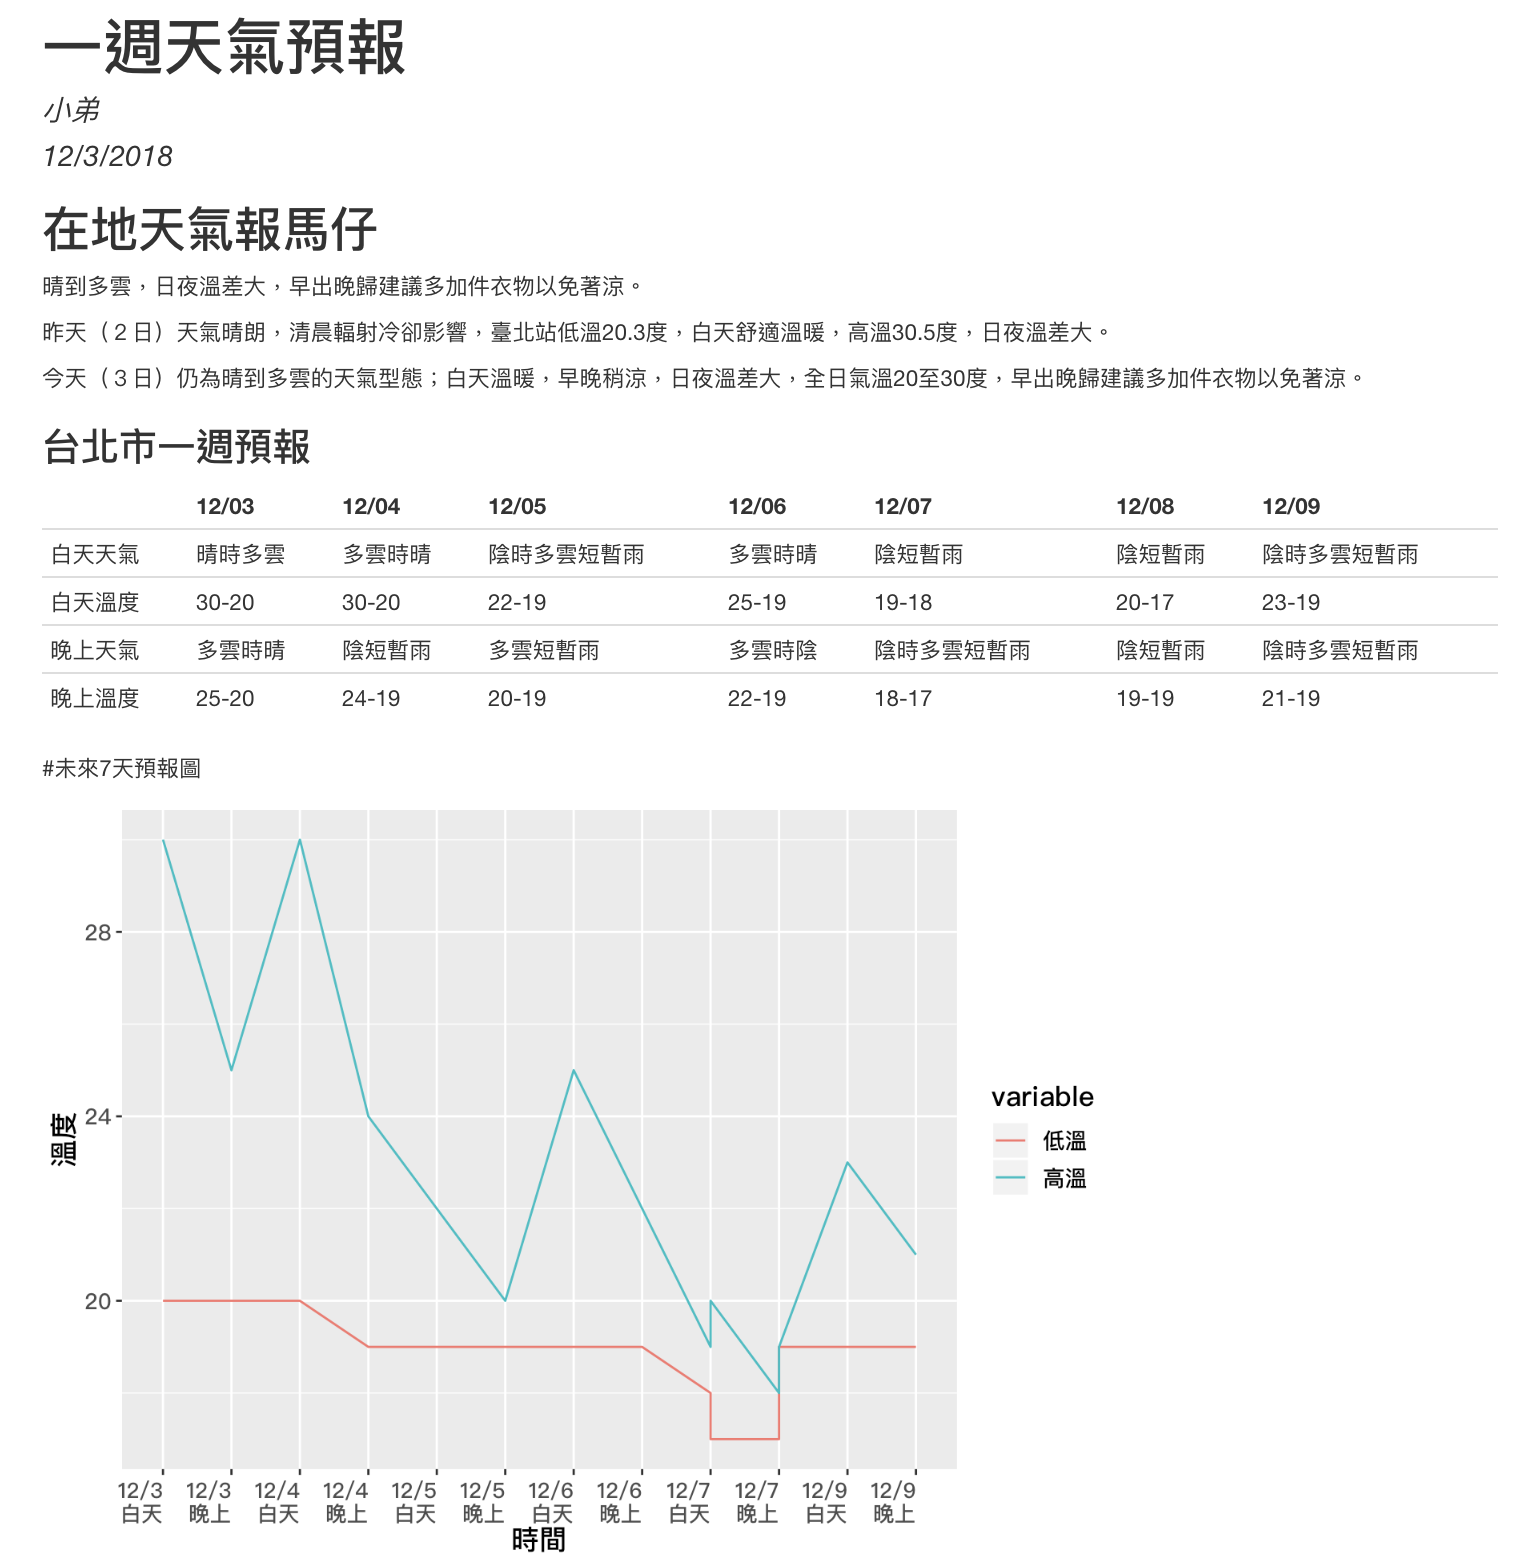 一週天氣預報
小弟
12/3/2018
在地天氣報馬仔
晴到多雲，日夜溫差大，早出晚歸建議多加件衣物以免著涼。
昨天（２日）天氣晴朗，清晨輻射冷卻影響，臺北站低溫20.3度，白天舒適溫暖，高溫30.5度，日夜溫差大。
今天（３日）仍為晴到多雲的天氣型態；白天溫暖，早晚稍涼，日夜溫差大，全日氣溫20至30度，早出晚歸建議多加件衣物以免著涼。
台北市一週預報
12/03 12/04 12/05 12/06 12/07 12/08 12/09
白天天氣 晴時多雲 多雲時晴 陰時多雲短暫雨 多雲時晴 陰短暫雨 陰短暫雨 陰時多雲短暫雨
白天溫度 30-20 30-20 22-19 25-19 19-18 20-17 23-19
晚上天氣 多雲時晴 陰短暫雨 多雲短暫雨 多雲時陰 陰時多雲短暫雨 陰短暫雨 陰時多雲短暫雨
晚上溫度 25-20 24-19 20-19 22-19 18-17 19-19 21-19
#未來7天預報圖
28
24
20
溫度
variable
低溫
高溫
12/3 12/3 12/4 12/4 12/5 12/5 12/6 12/6 12/7 12/7 12/9 12/9
白天 晚上 白天 晚上 白天 晚上 白天 晚上 白天 晚上 白天 晚上
時間